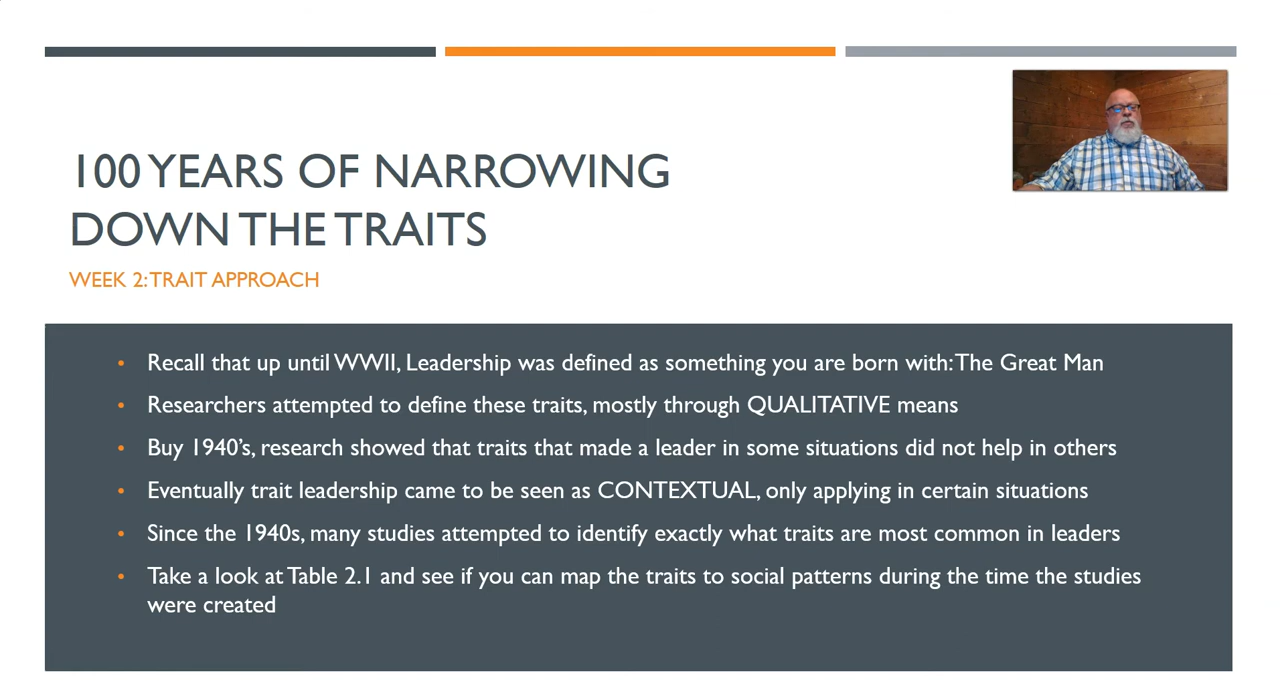 100 YEARS OF NARROWING
DOWN THE TRAITS
WEEK 2: TRAIT APPROACH
• Recall that up until WWII, Leadership was defined as something you are born with: The Great Man
• Researchers attempted to define these traits, mostly through QUALITATIVE means
• Buy 1940's, research showed that traits that made a leader in some situations did not help in others
• Eventually trait leadership came to be seen as CONTEXTUAL, only applying in certain situations
• Since the 1940s, many studies attempted to identify exactly what traits are most common in leaders
• Take a look at Table 2.1 and see if you can map the traits to social patterns during the time the studies
were created